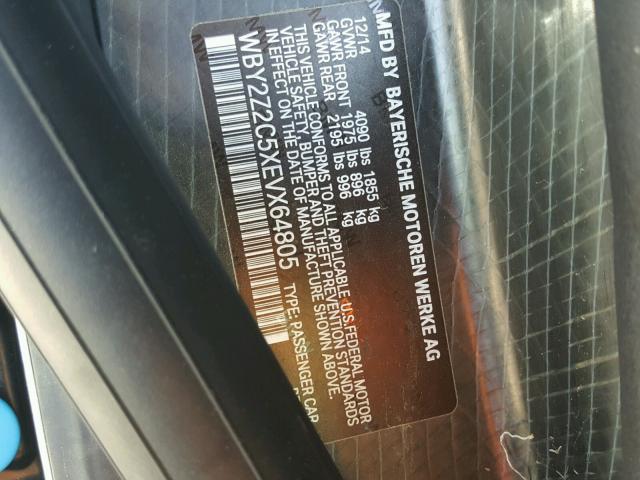 MFD BY BAYERISCHE MOTOREN WERKE AG
12/14
GVWR 4090 lbs 1855 kg
GAWR FRONT 1975 lbs 896 kg
GAWR REAR 2195 lbs 996 kg
THIS VEHICLE CONFORMS TO ALL APPLICABLE U.S. FEDERAL MOTOR
VEHICLE SAFETY, BUMPER AND THEFT PREVENTION STANDARDS
IN EFFECT ON THE DATE OF MANUFACTURE SHOWN ABOVE.
WBY2Z2C5XEVX64805 TYPE: PASSENGER CAR